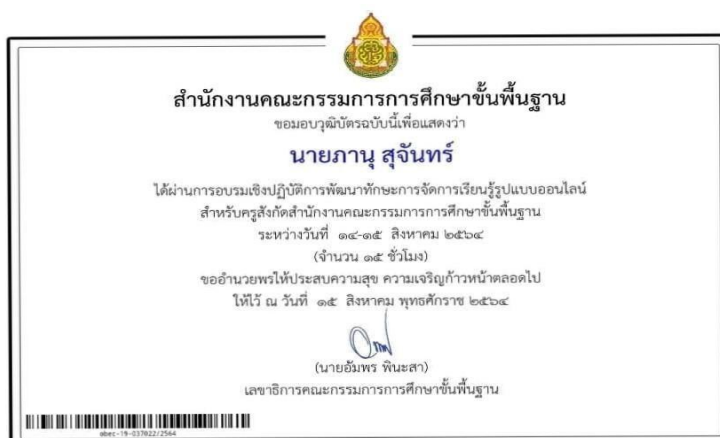 สำนักงานคณะกรรมการการศึกษาขั้นพื้นฐาน
ขอมอบวุฒิบัตรฉบับนี้เพื่อแสดงว่า
นายภานุ สุจันทร์
ได้ผ่านการอบรมเชิงปฏิบัติการพัฒนาทักษะการจัดการเรียนรู้รูปแบบออนไลน์
สำหรับครูสังกัดสำนักงานคณะกรรมการการศึกษาขั้นพื้นฐาน
ระหว่างวันที่ ๑๔-๑๕ สิงหาคม ๒๕๖๔
(จำนวน ๑๕ ชั่วโมง)
ขออำนวยพรให้ประสบความสุข ความเจริญก้าวหน้าตลอดไป
ให้ไว้ ณ วันที่ ๑๕ สิงหาคม พุทธศักราช ๒๕๖๔
(นายอัมพร พินะสา)
เลขาธิการคณะกรรมการการศึกษาขั้นพื้นฐาน
obec-19-037022/2564